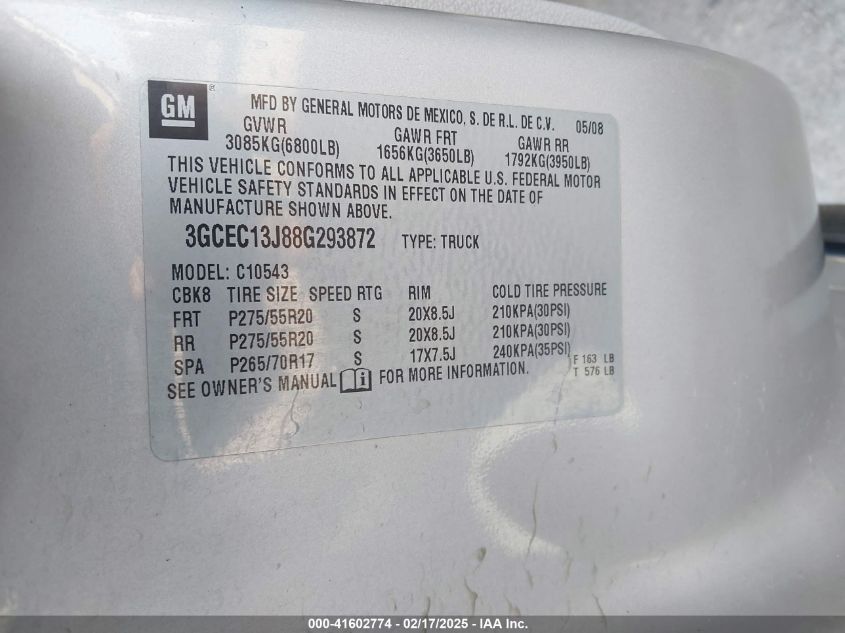 GM ®
MFD BY GENERAL MOTORS DE MEXICO, S. DE R.L. DE C.V. 05/08
GVWR GAWR FRT GAWR RR
3085KG(6800LB) 1656KG(3650LB) 1792KG(3950LB)
THIS VEHICLE CONFORMS TO ALL APPLICABLE U.S. FEDERAL MOTOR
VEHICLE SAFETY STANDARDS IN EFFECT ON THE DATE OF
MANUFACTURE SHOWN ABOVE.
3GCEC13J88G293872 TYPE: TRUCK
MODEL: C10543
CBK8 TIRE SIZE SPEED RTG RIM COLD TIRE PRESSURE
FRT P275/55R20 S 20X8.5J 210KPA(30PSI)
RR P275/55R20 S 20X8.5J 210KPA(30PSI)
SPA P265/70R17 S 17X7.5J 240KPA(35PSI)
F 163 LB
T 576 LB
SEE OWNER'S MANUAL FOR MORE INFORMATION.
000-41602774 - 02/17/2025 - IAA Inc.